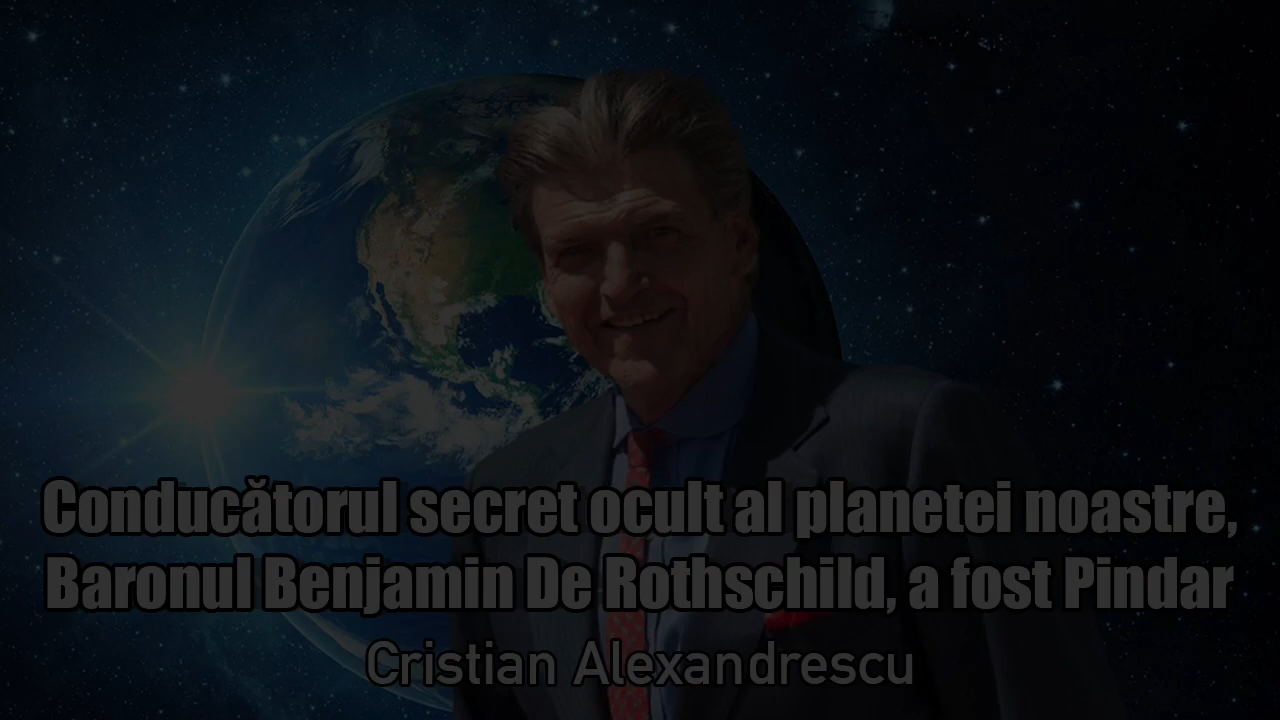 Conducătorul secret ocult al planetei noastre,
Baronul Benjamin De Rothschild, a fost Pindar
Cristian Alexandrescu